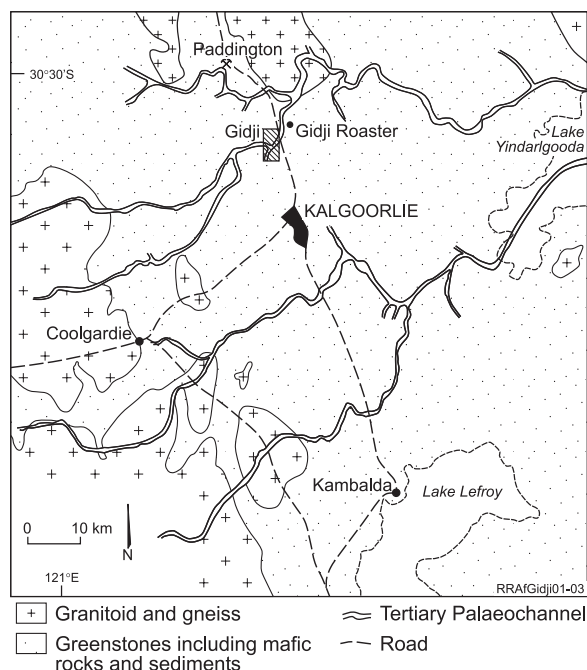 Paddington
30°30'S
Gidji
Gidji Roaster
Lake
Yindarlgooda
KALGOORLIE
Coolgardie
Kambalda
Lake Lefroy
0 10 km
N
121°E
RRAfGidji01-03
Granitoid and gneiss
Tertiary Palaeochannel
Greenstones including mafic
rocks and sediments
Road